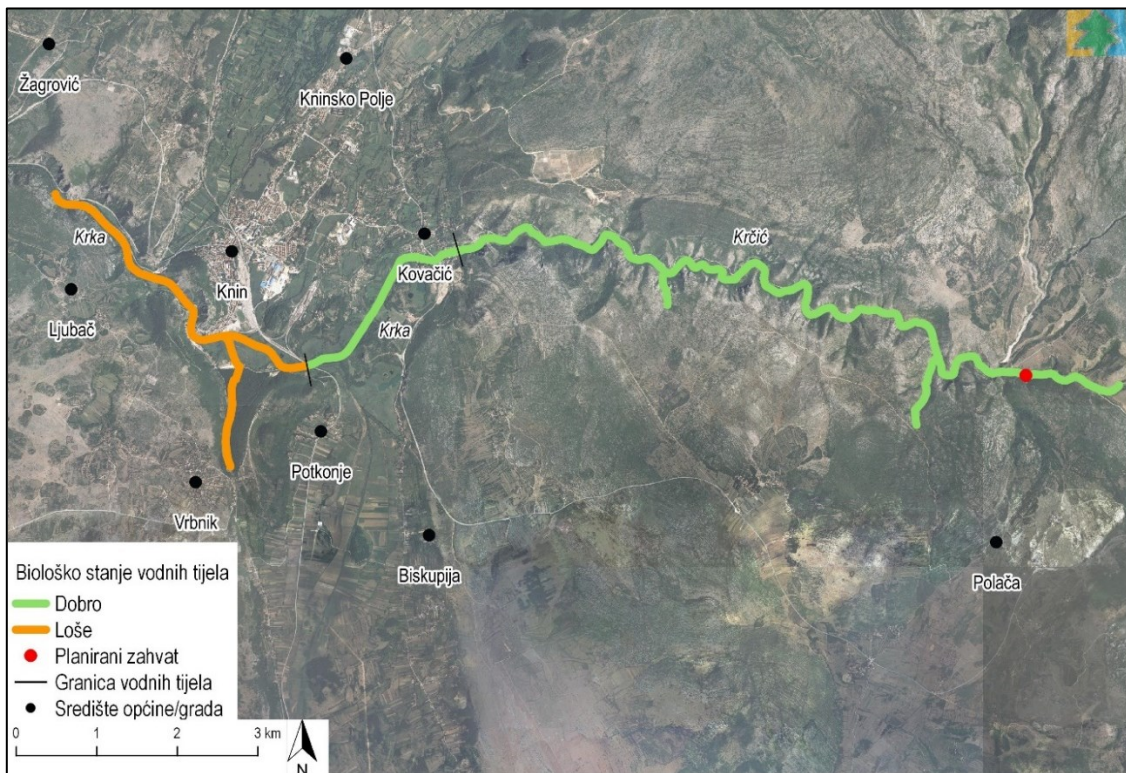 Žagrović
Kninsko Polje
Krka
Knin
Ljubač
Kovačić
Krčić
Krka
Potkonje
Vrbnik
Biskupija
Polača
Biološko stanje vodnih tijela
Dobro
Loše
Planirani zahvat
Granica vodnih tijela
Središte općine/grada
0 1 2 3 km
N